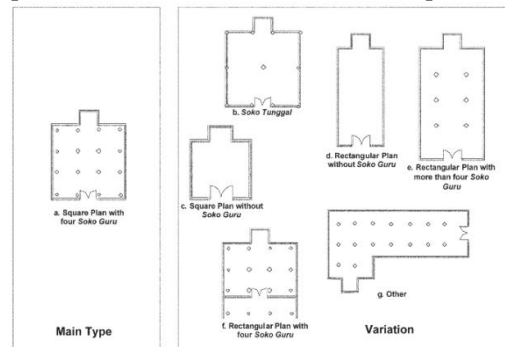 a. Square Plan with
four Soko Guru
Main Type
b. Soko Tunggal
c. Square Plan without
Soko Guru
d. Rectangular Plan
without Soko Guru
e. Rectangular Plan with
more than four Soko
Guru
f. Rectangular Plan with
four Soko Guru
g. Other
Variation